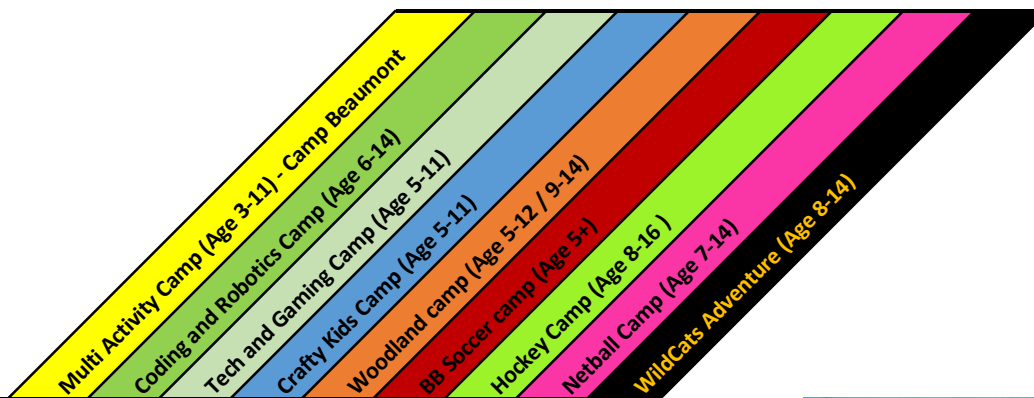 Multi Activity Camp (Age 3-11) - Camp Beaumont
Coding and Robotics Camp (Age 6-14)
Tech and Gaming Camp (Age 5-11)
Crafty Kids Camp (Age 5-11)
Woodland camp (Age 5-12 / 9-14)
BB Soccer camp (Age 5+)
Hockey Camp (Age 8-16 )
Netball Camp (Age 7-14)
WildCats Adventure (Age 8-14)